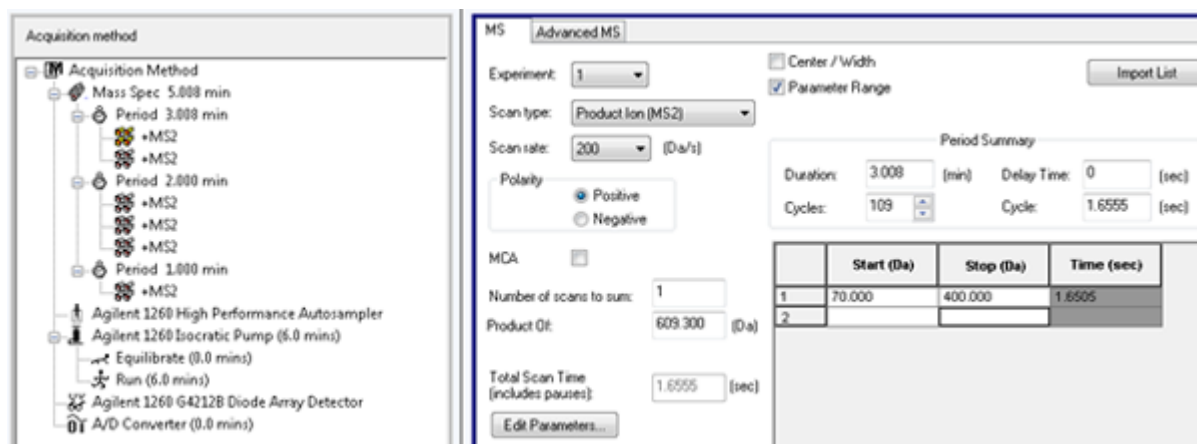 Acquisition method
Acquisition Method
Mass Spec 5.008 min
Period 3.008 min
+MS2
+MS2
Period 2.000 min
+MS2
+MS2
+MS2
Period 1.000 min
+MS2
Agilent 1260 High Performance Autosampler
Agilent 1260 Isocratic Pump (6.0 mins)
Equilibrate (0.0 mins)
Run (6.0 mins)
Agilent 1260 G4212B Diode Array Detector
A/D Converter (0.0 mins)
MS Advanced MS
Experiment: 1
Scan type: Product Ion (MS2)
Scan rate: 200 (Da/s)
Polarity
Positive
Negative
MCA
Number of scans to sum: 1
Product Of: 609.300 (Da)
Total Scan Time
(includes pauses): 1.6555 (sec)
Edit Parameters...
Center / Width
Parameter Range
Import List
Period Summary
Duration: 3.008 (min) Delay Time: 0 (sec)
Cycles: 109 Cycle: 1.6555 (sec)
Start (Da) Stop (Da) Time (sec)
1 70.000 400.000 1.6505
2